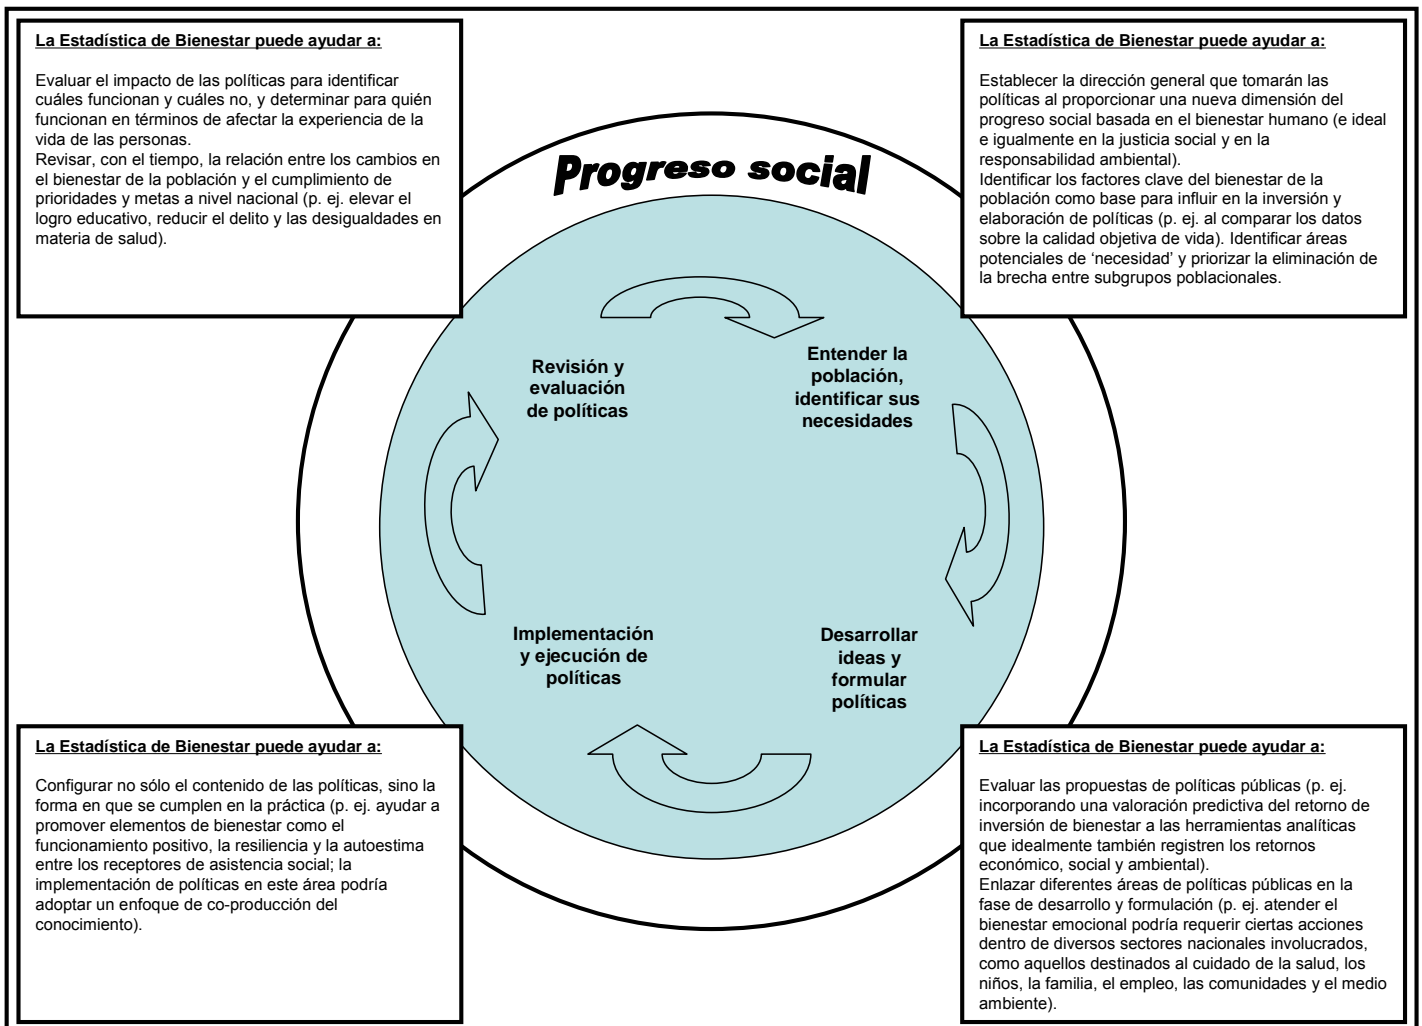 La Estadística de Bienestar puede ayudar a:
Evaluar el impacto de las políticas para identificar
cuáles funcionan y cuáles no, y determinar para quién
funcionan en términos de afectar la experiencia de la
vida de las personas.
Revisar, con el tiempo, la relación entre los cambios en
el bienestar de la población y el cumplimiento de
prioridades y metas a nivel nacional (p. ej. elevar el
logro educativo, reducir el delito y las desigualdades en
materia de salud).
La Estadística de Bienestar puede ayudar a:
Establecer la dirección general que tomarán las
políticas al proporcionar una nueva dimensión del
progreso social basada en el bienestar humano (e ideal
e igualmente en la justicia social y en la
responsabilidad ambiental).
Identificar los factores clave del bienestar de la
población como base para influir en la inversión y
elaboración de políticas (p. ej. al comparar los datos
sobre la calidad objetiva de vida). Identificar áreas
potenciales de ‘necesidad’ y priorizar la eliminación de
la brecha entre subgrupos poblacionales.
Progreso social
Revisión y
evaluación
de políticas
Entender la
población,
identificar sus
necesidades
Implementación
y ejecución de
políticas
Desarrollar
ideas y
formular
políticas
La Estadística de Bienestar puede ayudar a:
Configurar no sólo el contenido de las políticas, sino la
forma en que se cumplen en la práctica (p. ej. ayudar a
promover elementos de bienestar como el
funcionamiento positivo, la resiliencia y la autoestima
entre los receptores de asistencia social; la
implementación de políticas en este área podría
adoptar un enfoque de co-producción del
conocimiento).
La Estadística de Bienestar puede ayudar a:
Evaluar las propuestas de políticas públicas (p. ej.
incorporando una valoración predictiva del retorno de
inversión de bienestar a las herramientas analíticas
que idealmente también registren los retornos
económico, social y ambiental).
Enlazar diferentes áreas de políticas públicas en la
fase de desarrollo y formulación (p. ej. atender el
bienestar emocional podría requerir ciertas acciones
dentro de diversos sectores nacionales involucrados,
como aquellos destinados al cuidado de la salud, los
niños, la familia, el empleo, las comunidades y el medio
ambiente).